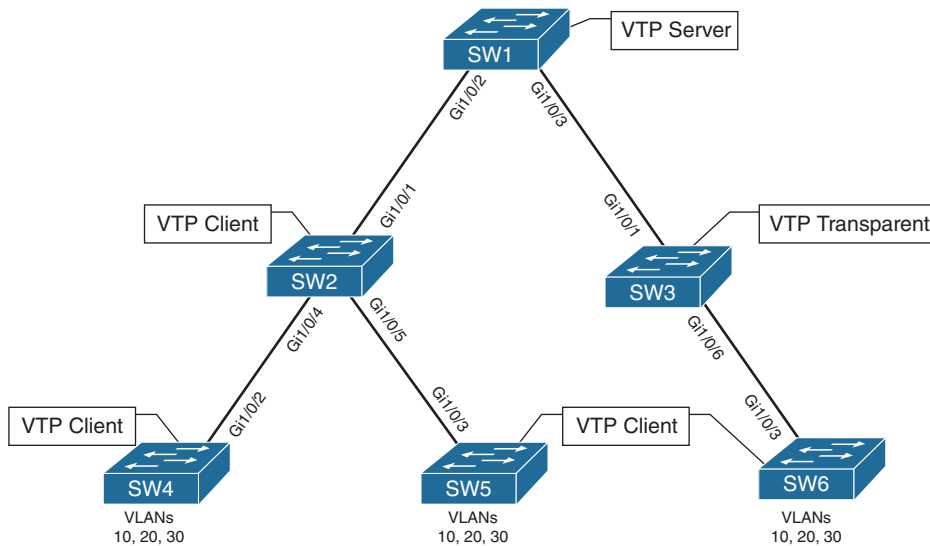 VTP Server
SW1
Gi1/0/2
Gi1/0/3
Gi1/0/1
Gi1/0/1
VTP Client
VTP Transparent
SW2
SW3
Gi1/0/4
Gi1/0/5
Gi1/0/6
Gi1/0/2
Gi1/0/3
Gi1/0/3
VTP Client
VTP Client
SW4
SW5
SW6
VLANs
10, 20, 30
VLANs
10, 20, 30
VLANs
10, 20, 30